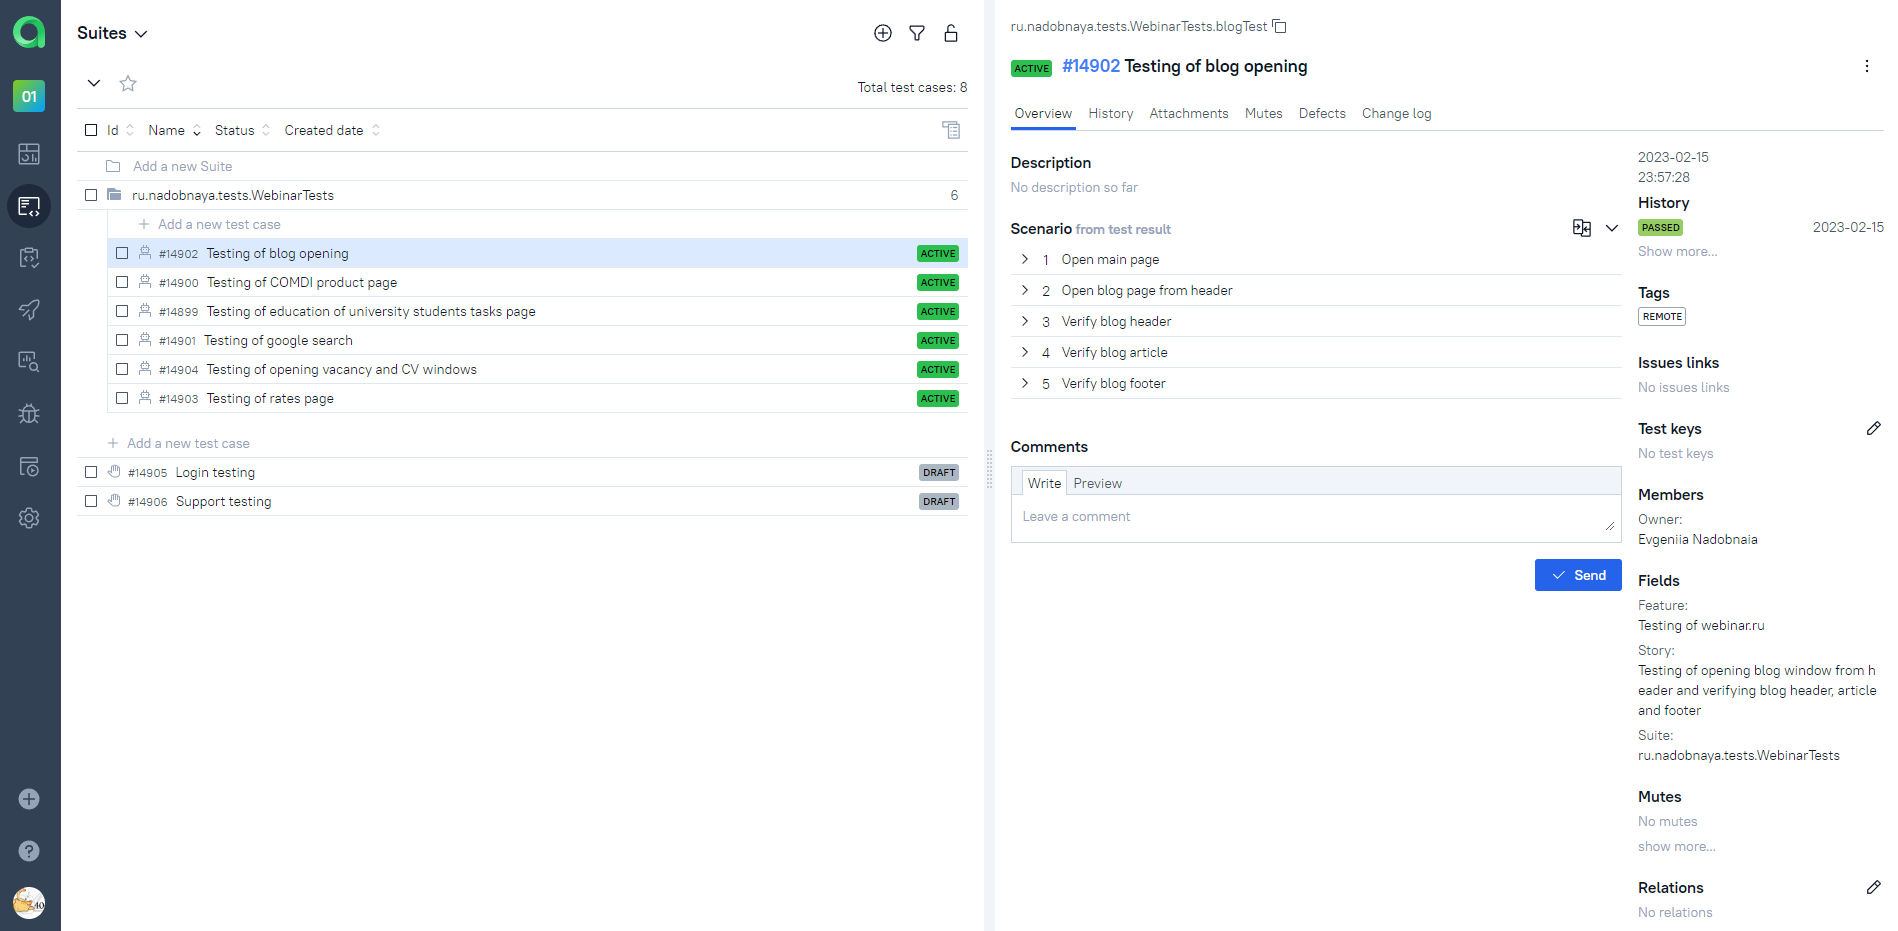 01
Suites
Total test cases: 8
Id Name Status Created date
Add a new Suite
ru.nadobnaya.tests.WebinarTests 6
Add a new test case
#14902 Testing of blog opening ACTIVE
#14900 Testing of COMDI product page ACTIVE
#14899 Testing of education of university students tasks page ACTIVE
#14901 Testing of google search ACTIVE
#14904 Testing of opening vacancy and CV windows ACTIVE
#14903 Testing of rates page ACTIVE
Add a new test case
#14905 Login testing DRAFT
#14906 Support testing DRAFT
ru.nadobnaya.tests.WebinarTests.blogTest
ACTIVE #14902 Testing of blog opening
Overview History Attachments Mutes Defects Change log
Description
No description so far
Scenario from test result
1 Open main page
2 Open blog page from header
3 Verify blog header
4 Verify blog article
5 Verify blog footer
Comments
Write Preview
Leave a comment
Send
2023-02-15
23:57:28
History
PASSED 2023-02-15
Show more...
Tags
REMOTE
Issues links
No issues links
Test keys
No test keys
Members
Owner:
Evgeniia Nadobnaia
Fields
Feature:
Testing of webinar.ru
Story:
Testing of opening blog window from h
eader and verifying blog header, article
and footer
Suite:
ru.nadobnaya.tests.WebinarTests
Mutes
No mutes
show more...
Relations
No relations